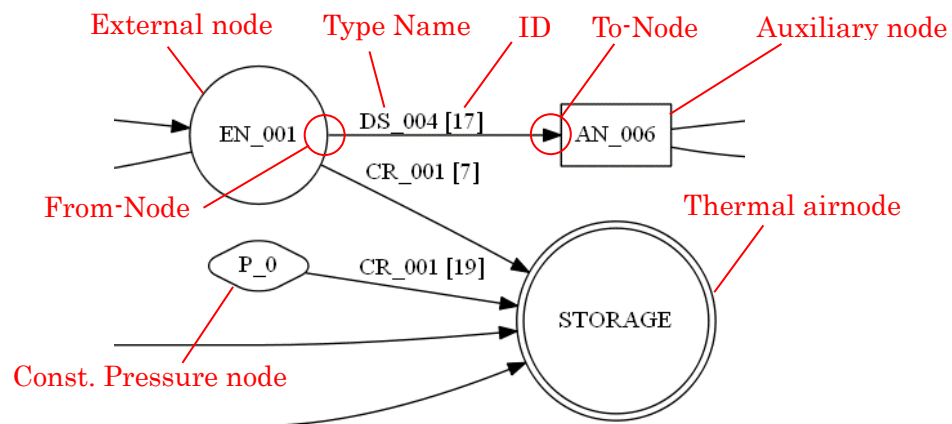 External node
Type Name
ID
To-Node
Auxiliary node
EN_001
DS_004 [17]
AN_006
CR_001 [7]
From-Node
Thermal airnode
P_0
CR_001 [19]
STORAGE
Const. Pressure node